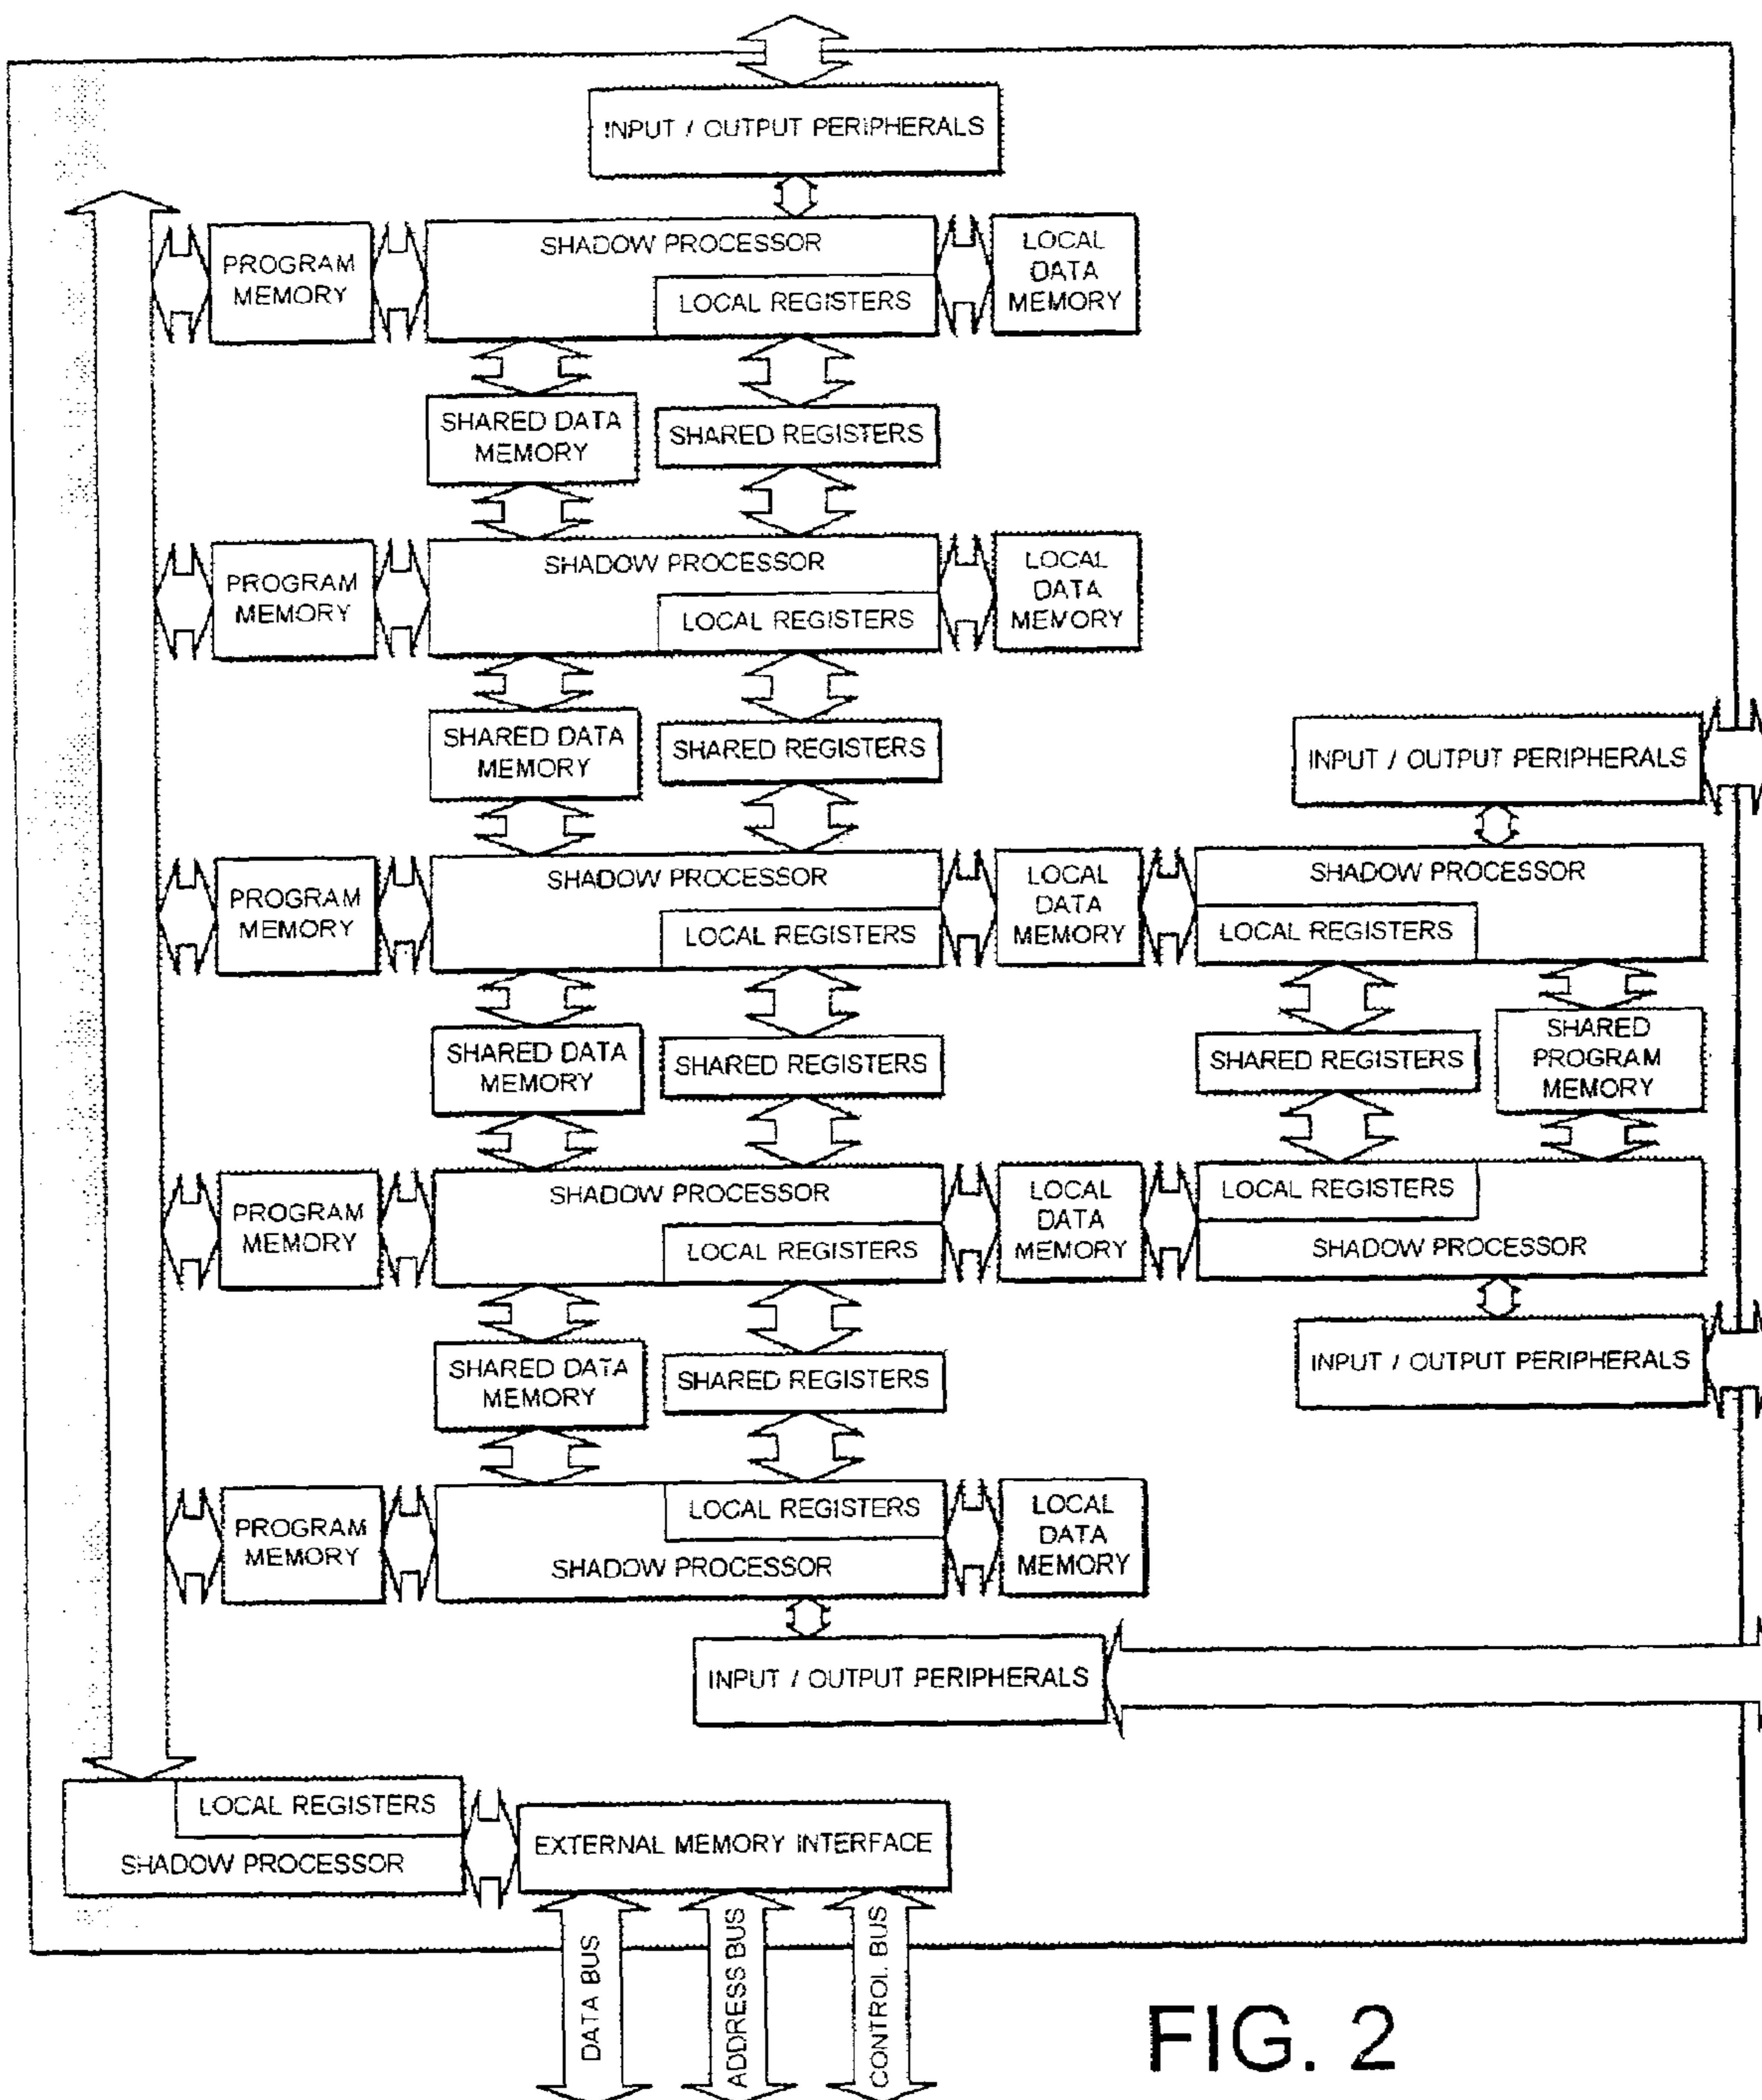 INPUT / OUTPUT PERIPHERALS
SHADOW PROCESSOR
LOCAL REGISTERS
PROGRAM
MEMORY
LOCAL
DATA
MEMORY
SHARED DATA
MEMORY
SHARED REGISTERS
PROGRAM
MEMORY
SHADOW PROCESSOR
LOCAL REGISTERS
LOCAL
DATA
MEMORY
SHARED DATA
MEMORY
SHARED REGISTERS
INPUT / OUTPUT PERIPHERALS
PROGRAM
MEMORY
SHADOW PROCESSOR
LOCAL REGISTERS
LOCAL
DATA
MEMORY
SHADOW PROCESSOR
LOCAL REGISTERS
SHARED DATA
MEMORY
SHARED REGISTERS
SHARED REGISTERS
SHARED
PROGRAM
MEMORY
PROGRAM
MEMORY
SHADOW PROCESSOR
LOCAL REGISTERS
LOCAL
DATA
MEMORY
LOCAL REGISTERS
SHADOW PROCESSOR
SHARED DATA
MEMORY
SHARED REGISTERS
INPUT / OUTPUT PERIPHERALS
PROGRAM
MEMORY
LOCAL REGISTERS
SHADOW PROCESSOR
LOCAL
DATA
MEMORY
INPUT / OUTPUT PERIPHERALS
LOCAL REGISTERS
SHADOW PROCESSOR
EXTERNAL MEMORY INTERFACE
DATA BUS
ADDRESS BUS
CONTROL BUS
FIG. 2